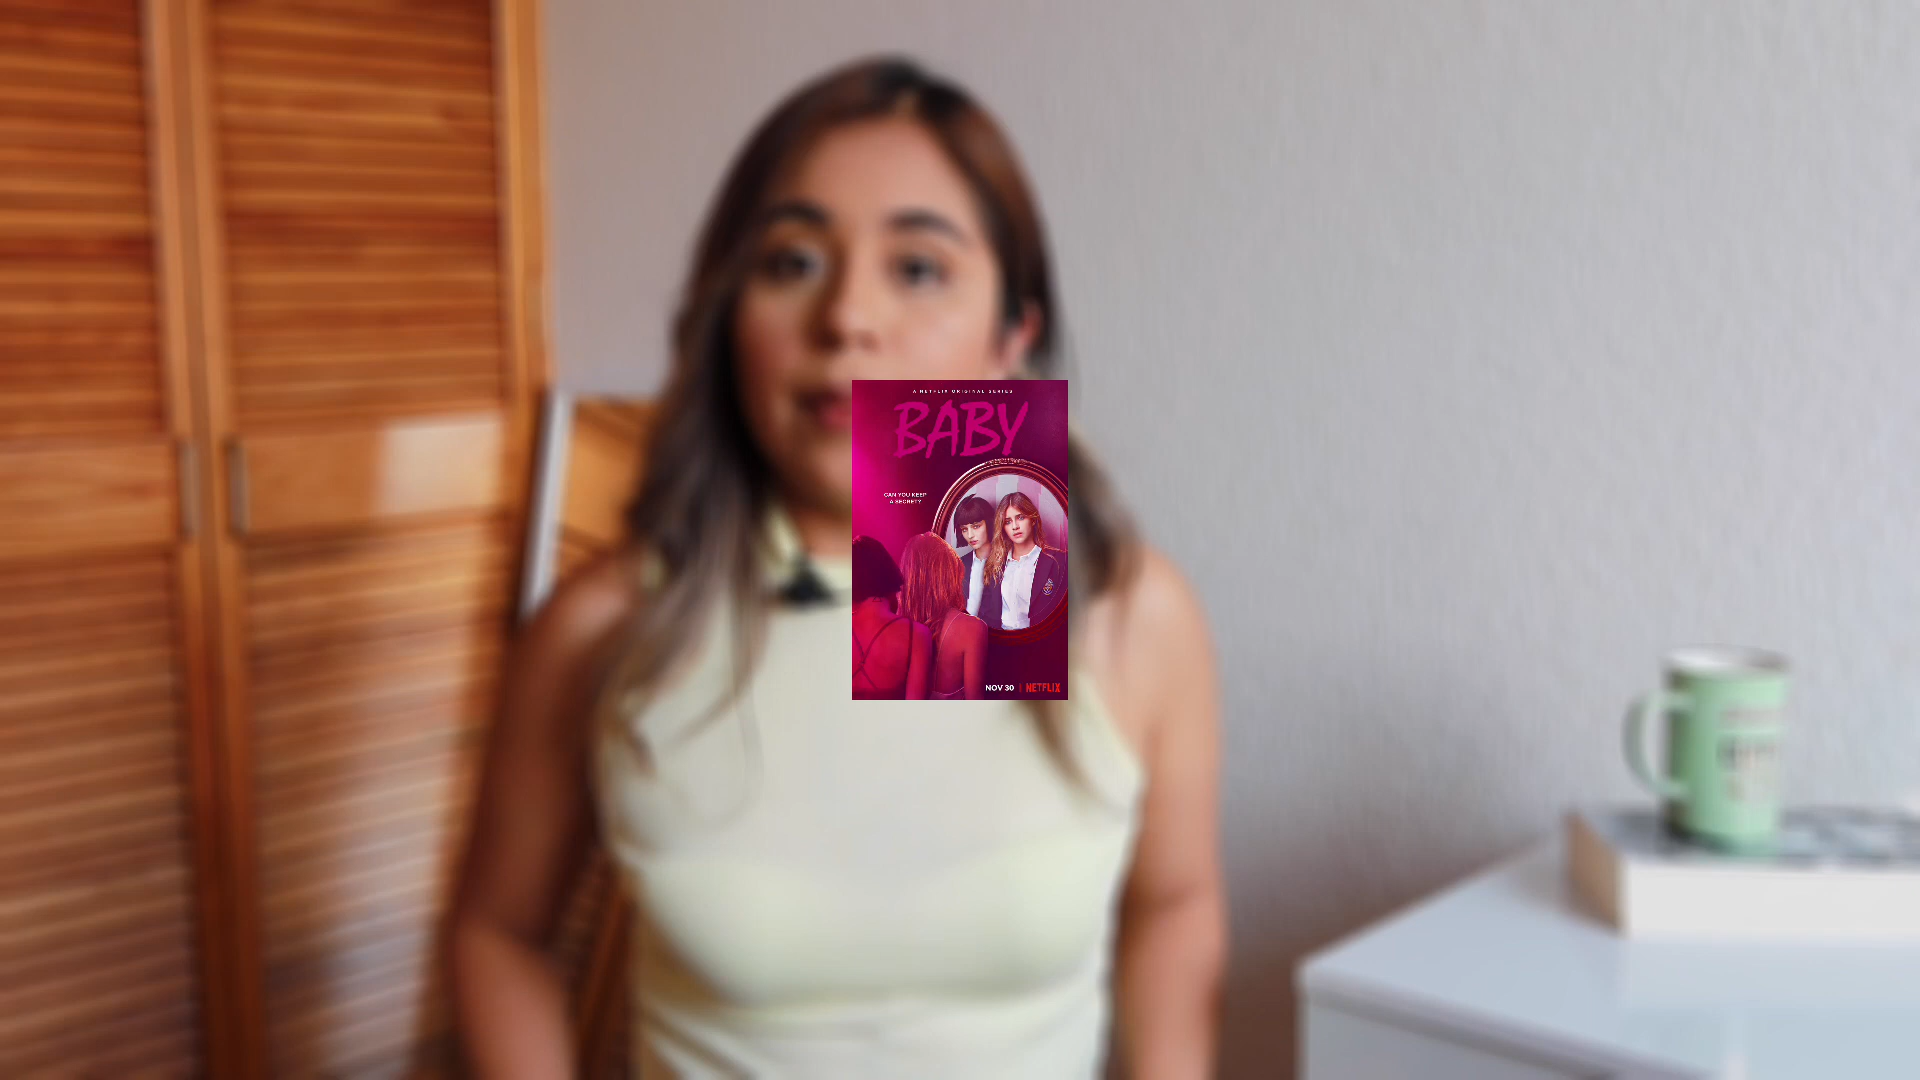 A NETFLIX ORIGINAL SERIES
BABY
CAN YOU KEEP
A SECRET?
NOV 30 | NETFLIX